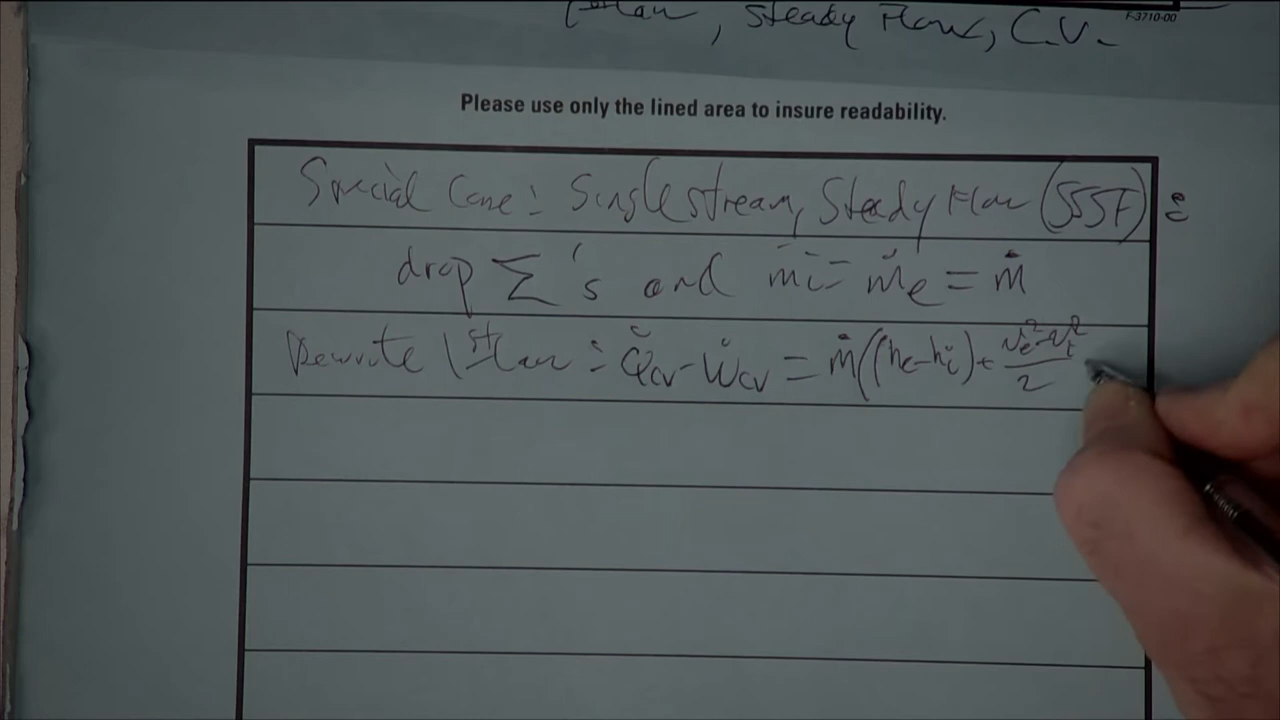 law, Steady Flow, C.V.
F-3710-00
Please use only the lined area to insure readability.
Special Case: Single stream, Steady Flow (SSSF):
drop Σ's and ṁi = ṁe = ṁ
Rewrite 1st Law: Q̇cv - Ẇcv = ṁ((he-hi) + (Ve²-Vi²)/2